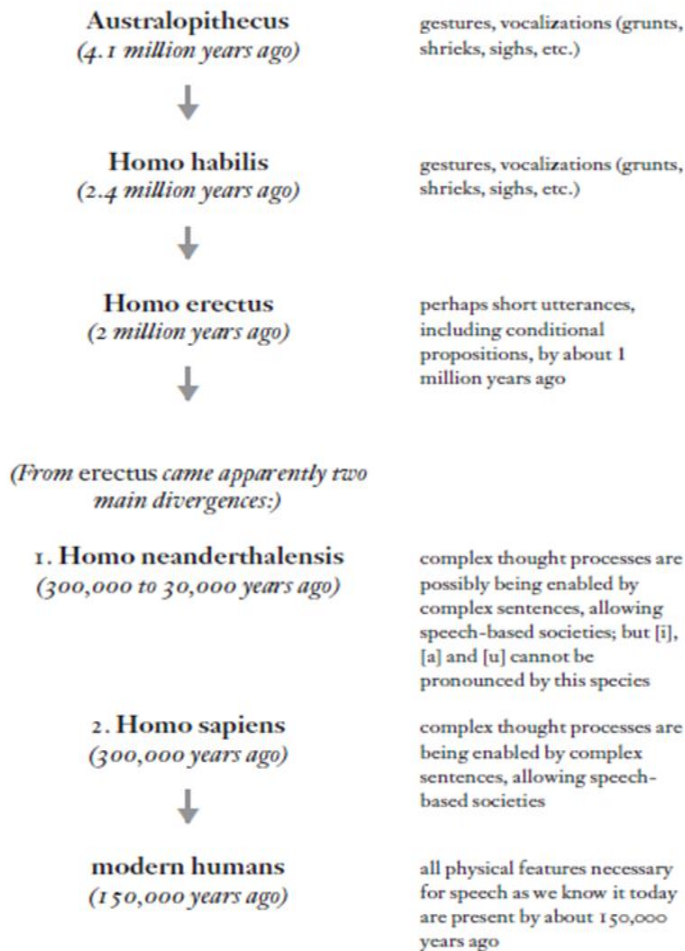 Australopithecus
(4.1 million years ago)
gestures, vocalizations (grunts,
shrieks, sighs, etc.)
Homo habilis
(2.4 million years ago)
gestures, vocalizations (grunts,
shrieks, sighs, etc.)
Homo erectus
(2 million years ago)
perhaps short utterances,
including conditional
propositions, by about 1
million years ago
(From erectus came apparently two
main divergences:)
1. Homo neanderthalensis
(300,000 to 30,000 years ago)
complex thought processes are
possibly being enabled by
complex sentences, allowing
speech-based societies; but [i],
[a] and [u] cannot be
pronounced by this species
2. Homo sapiens
(300,000 years ago)
complex thought processes are
being enabled by complex
sentences, allowing speech-
based societies
modern humans
(150,000 years ago)
all physical features necessary
for speech as we know it today
are present by about 150,000
years ago